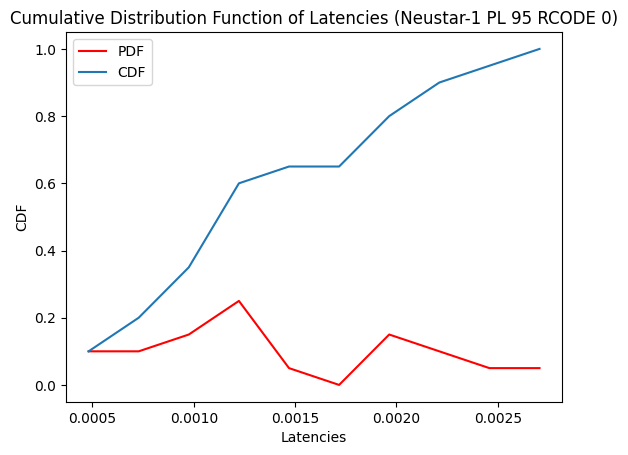 Cumulative Distribution Function of Latencies (Neustar-1 PL 95 RCODE 0)
PDF
CDF
1.0
0.8
0.6
0.4
0.2
0.0
CDF
0.0005 0.0010 0.0015 0.0020 0.0025
Latencies